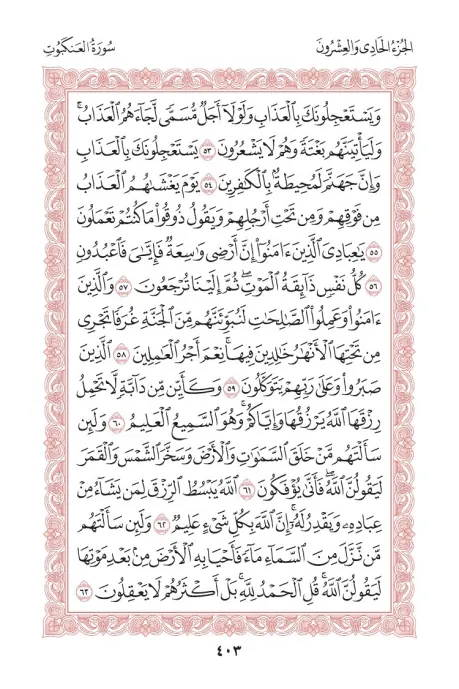 الجُزْءُ الحَادِي وَالعِشْرُونَ
سُورَةُ العَنكَبُوتِ
وَيَسْتَعْجِلُونَكَ بِٱلْعَذَابِ وَلَوْلَآ أَجَلٌ مُّسَمًّى لَّجَآءَهُمُ ٱلْعَذَابُۚ
وَلَيَأْتِيَنَّهُم بَغْتَةً وَهُمْ لَا يَشْعُرُونَ ٥٣ يَسْتَعْجِلُونَكَ بِٱلْعَذَابِ
وَإِنَّ جَهَنَّمَ لَمُحِيطَةٌۢ بِٱلْكَٰفِرِينَ ٥٤ يَوْمَ يَغْشَىٰهُمُ ٱلْعَذَابُ
مِن فَوْقِهِمْ وَمِن تَحْتِ أَرْجُلِهِمْ وَيَقُولُ ذُوقُوا۟ مَا كُنتُمْ تَعْمَلُونَ
٥٥ يَٰعِبَادِىَ ٱلَّذِينَ ءَامَنُوٓا۟ إِنَّ أَرْضِى وَٰسِعَةٌ فَإِيَّٰىَ فَٱعْبُدُونِ
٥٦ كُلُّ نَفْسٍ ذَآئِقَةُ ٱلْمَوْتِۖ ثُمَّ إِلَيْنَا تُرْجَعُونَ ٥٧ وَٱلَّذِينَ
ءَامَنُوا۟ وَعَمِلُوا۟ ٱلصَّٰلِحَٰتِ لَنُبَوِّئَنَّهُم مِّنَ ٱلْجَنَّةِ غُرَفًا تَجْرِى
مِن تَحْتِهَا ٱلْأَنْهَٰرُ خَٰلِدِينَ فِيهَاۚ نِعْمَ أَجْرُ ٱلْعَٰمِلِينَ ٥٨ ٱلَّذِينَ
صَبَرُوا۟ وَعَلَىٰ رَبِّهِمْ يَتَوَكَّلُونَ ٥٩ وَكَأَيِّن مِّن دَآبَّةٍ لَّا تَحْمِلُ
رِزْقَهَا ٱللَّهُ يَرْزُقُهَا وَإِيَّاكُمْۚ وَهُوَ ٱلسَّمِيعُ ٱلْعَلِيمُ ٦٠ وَلَئِن
سَأَلْتَهُم مَّنْ خَلَقَ ٱلسَّمَٰوَٰتِ وَٱلْأَرْضَ وَسَخَّرَ ٱلشَّمْسَ وَٱلْقَمَرَ
لَيَقُولُنَّ ٱللَّهُۖ فَأَنَّىٰ يُؤْفَكُونَ ٦١ ٱللَّهُ يَبْسُطُ ٱلرِّزْقَ لِمَن يَشَآءُ مِنْ
عِبَادِهِۦ وَيَقْدِرُ لَهُۥٓۚ إِنَّ ٱللَّهَ بِكُلِّ شَىْءٍ عَلِيمٌ ٦٢ وَلَئِن سَأَلْتَهُم
مَّن نَّزَّلَ مِنَ ٱلسَّمَآءِ مَآءً فَأَحْيَا بِهِ ٱلْأَرْضَ مِنۢ بَعْدِ مَوْتِهَا
لَيَقُولُنَّ ٱللَّهُۚ قُلِ ٱلْحَمْدُ لِلَّهِۚ بَلْ أَكْثَرُهُمْ لَا يَعْقِلُونَ ٦٣
٤٠٣